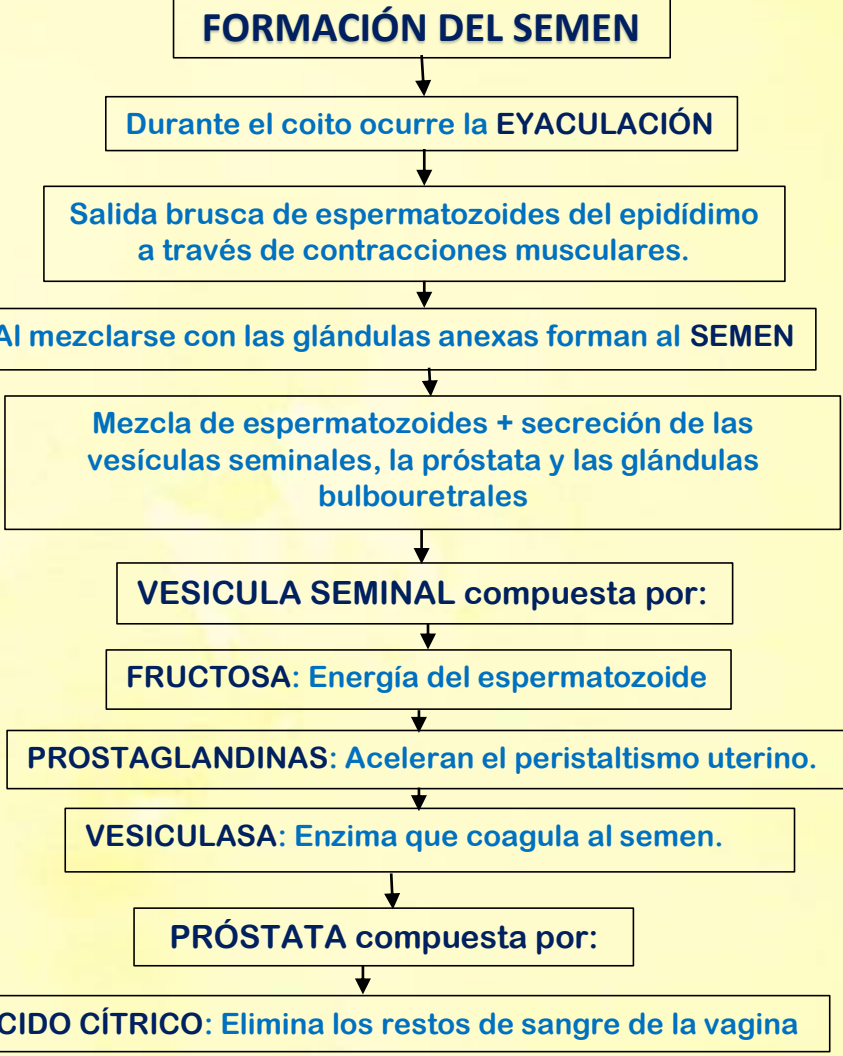 FORMACIÓN DEL SEMEN
Durante el coito ocurre la EYACULACIÓN
Salida brusca de espermatozoides del epidídimo
a través de contracciones musculares.
Al mezclarse con las glándulas anexas forman al SEMEN
Mezcla de espermatozoides + secreción de las
vesículas seminales, la próstata y las glándulas
bulbouretrales
VESICULA SEMINAL compuesta por:
FRUCTOSA: Energía del espermatozoide
PROSTAGLANDINAS: Aceleran el peristaltismo uterino.
VESICULASA: Enzima que coagula al semen.
PRÓSTATA compuesta por:
CIDO CÍTRICO: Elimina los restos de sangre de la vagina